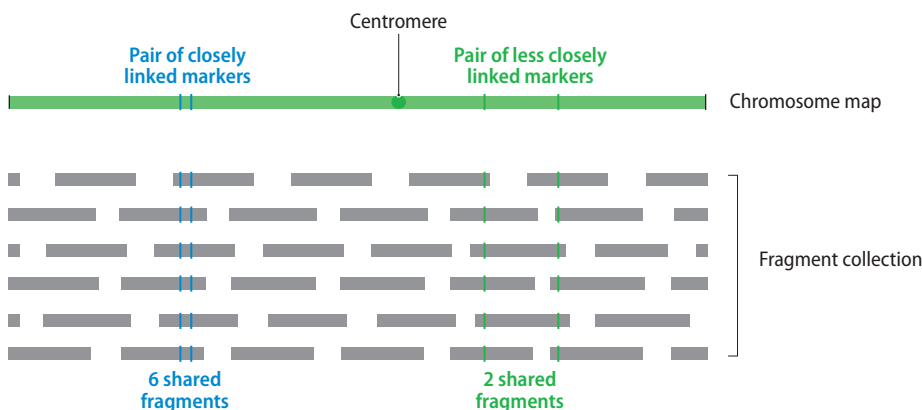 Centromere
Pair of closely
linked markers
Pair of less closely
linked markers
Chromosome map
Fragment collection
6 shared
fragments
2 shared
fragments